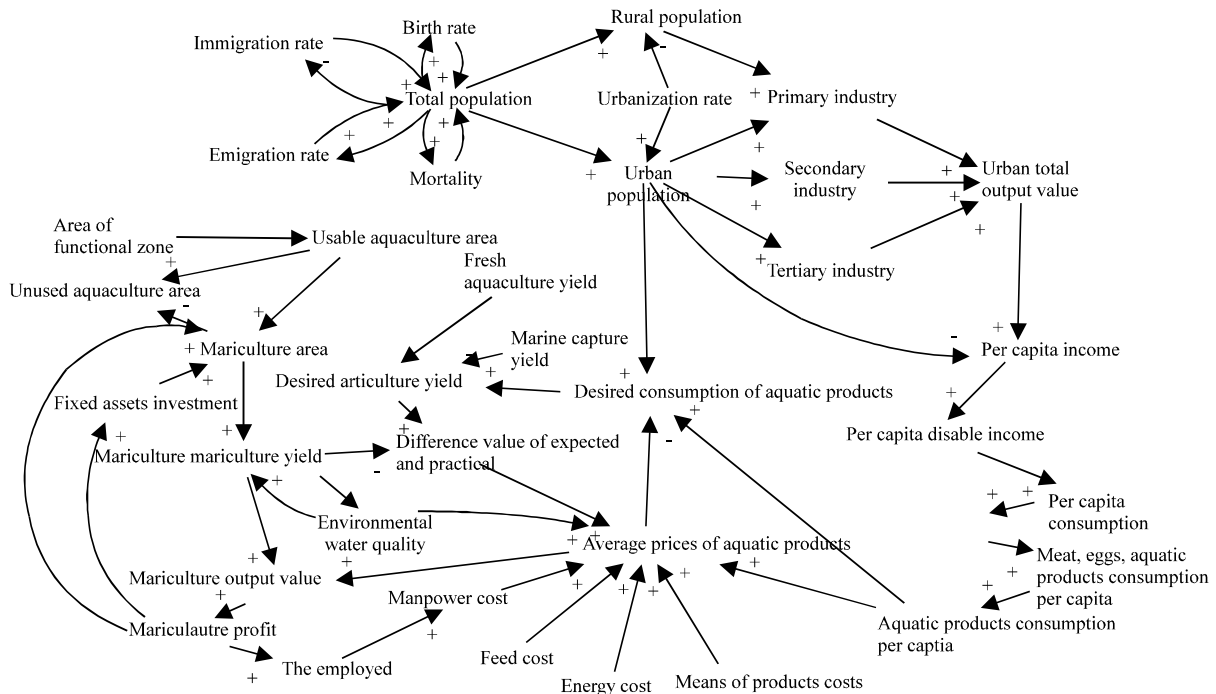 Rural population
Birth rate
Immigration rate
Total population
Urbanization rate
Primary industry
Emigration rate
Mortality
Urban
population
Secondary
industry
Urban total
output value
Area of
functional zone
Usable aquaculture area
Fresh
aquaculture yield
Tertiary industry
Unused aquaculture area
Mariculture area
Marine capture
yield
Per capita income
Desired articulture yield
Desired consumption of aquatic products
Fixed assets investment
Per capita disable income
Difference value of expected
and practical
Mariculture mariculture yield
Per capita
consumption
Environmental
water quality
Average prices of aquatic products
Meat, eggs, aquatic
products consumption
per capita
Mariculture output value
Manpower cost
Aquatic products consumption
per captia
Mariculautre profit
The employed
Feed cost
Energy cost
Means of products costs